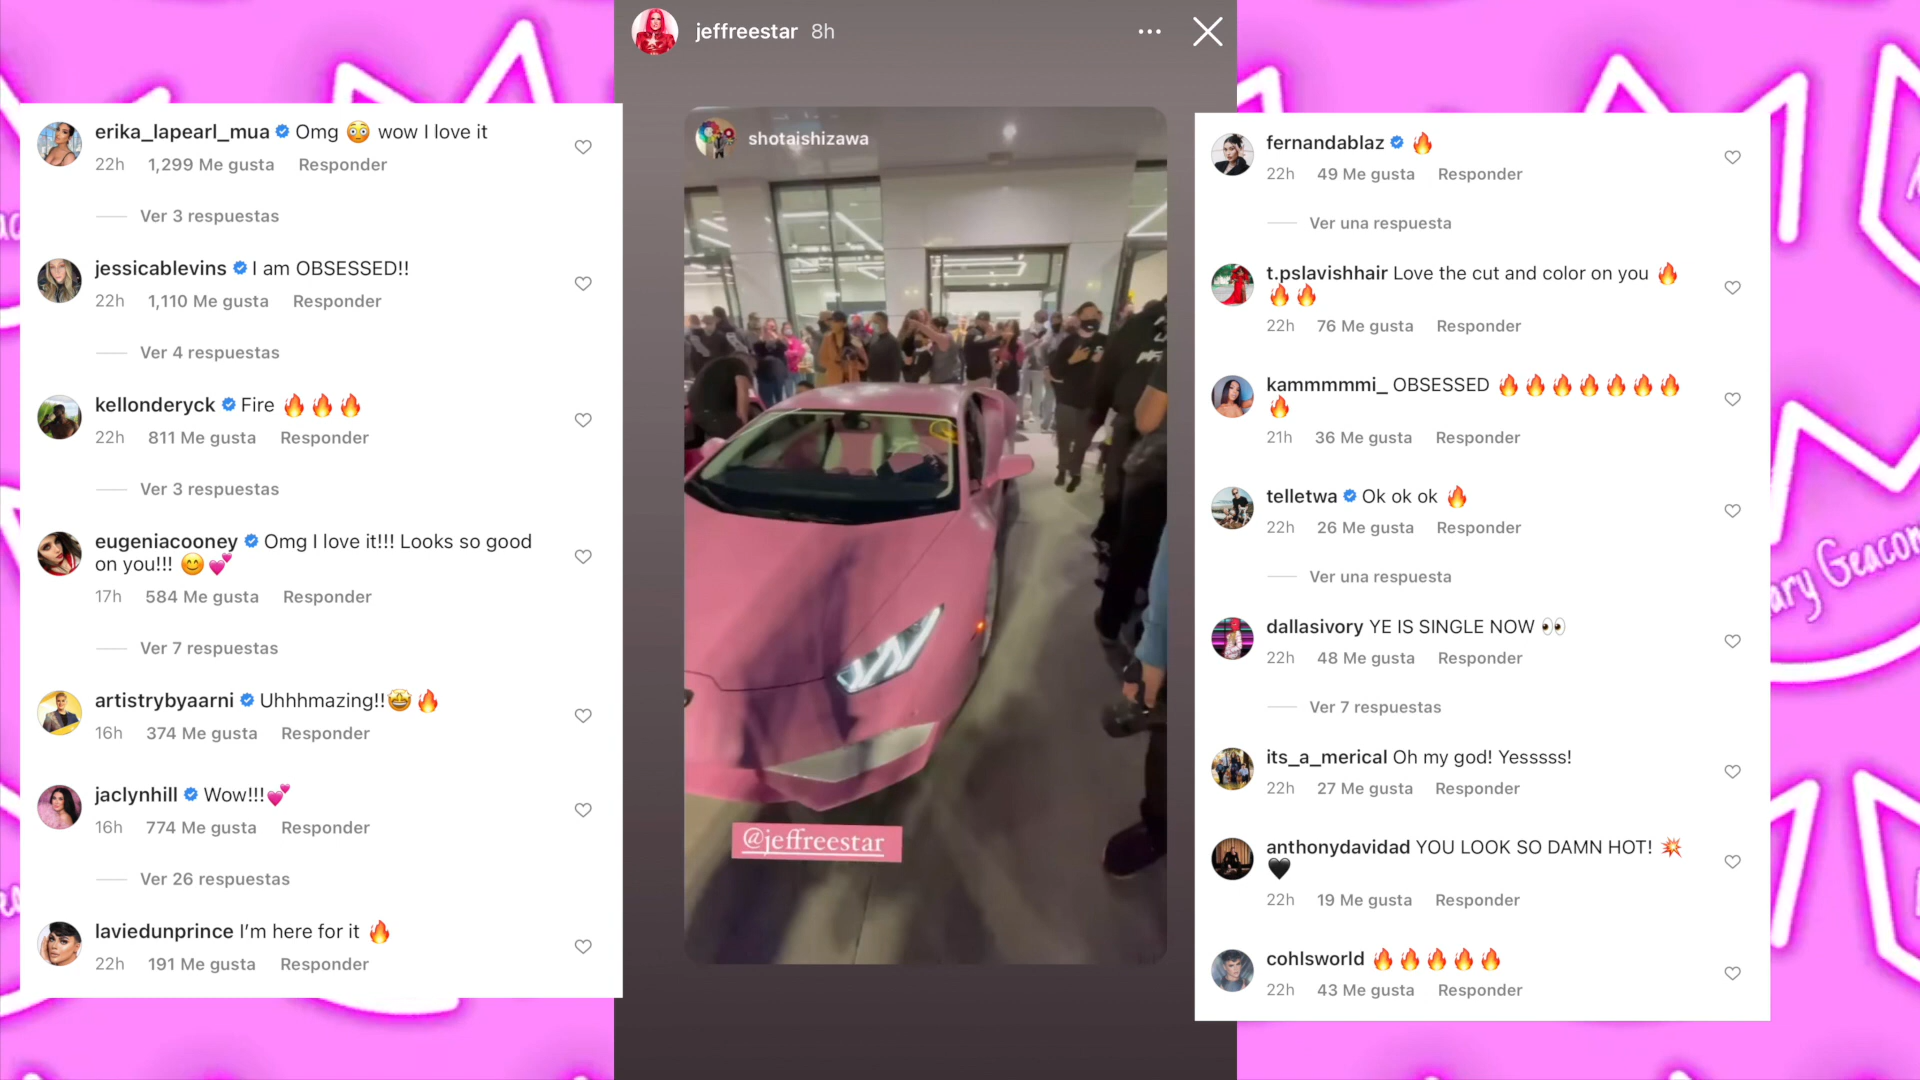 erika_lapearl_mua Omg 😳 wow I love it
22h 1,299 Me gusta Responder
Ver 3 respuestas
jessicablevins I am OBSESSED!!
22h 1,110 Me gusta Responder
Ver 4 respuestas
kellonderyck Fire 🔥🔥🔥
22h 811 Me gusta Responder
Ver 3 respuestas
eugeniacooney Omg I love it!!! Looks so good
on you!!! 😊💕
17h 584 Me gusta Responder
Ver 7 respuestas
artistrybyaarni Uhhhmazing!!🤩🔥
16h 374 Me gusta Responder
jaclynhill Wow!!!💕
16h 774 Me gusta Responder
Ver 26 respuestas
laviedunprince I'm here for it 🔥
22h 191 Me gusta Responder
jeffreestar 8h
shotaishizawa
@jeffreestar
fernandablaz 🔥
22h 49 Me gusta Responder
Ver una respuesta
t.pslavishhair Love the cut and color on you 🔥
🔥🔥
22h 76 Me gusta Responder
kammmmmi_ OBSESSED 🔥🔥🔥🔥🔥🔥🔥
🔥
21h 36 Me gusta Responder
telletwa Ok ok ok 🔥
22h 26 Me gusta Responder
Ver una respuesta
dallasivory YE IS SINGLE NOW 👀
22h 48 Me gusta Responder
Ver 7 respuestas
its_a_merical Oh my god! Yesssss!
22h 27 Me gusta Responder
anthonydavidad YOU LOOK SO DAMN HOT! 💥
🖤
22h 19 Me gusta Responder
cohlsworld 🔥🔥🔥🔥🔥
22h 43 Me gusta Responder